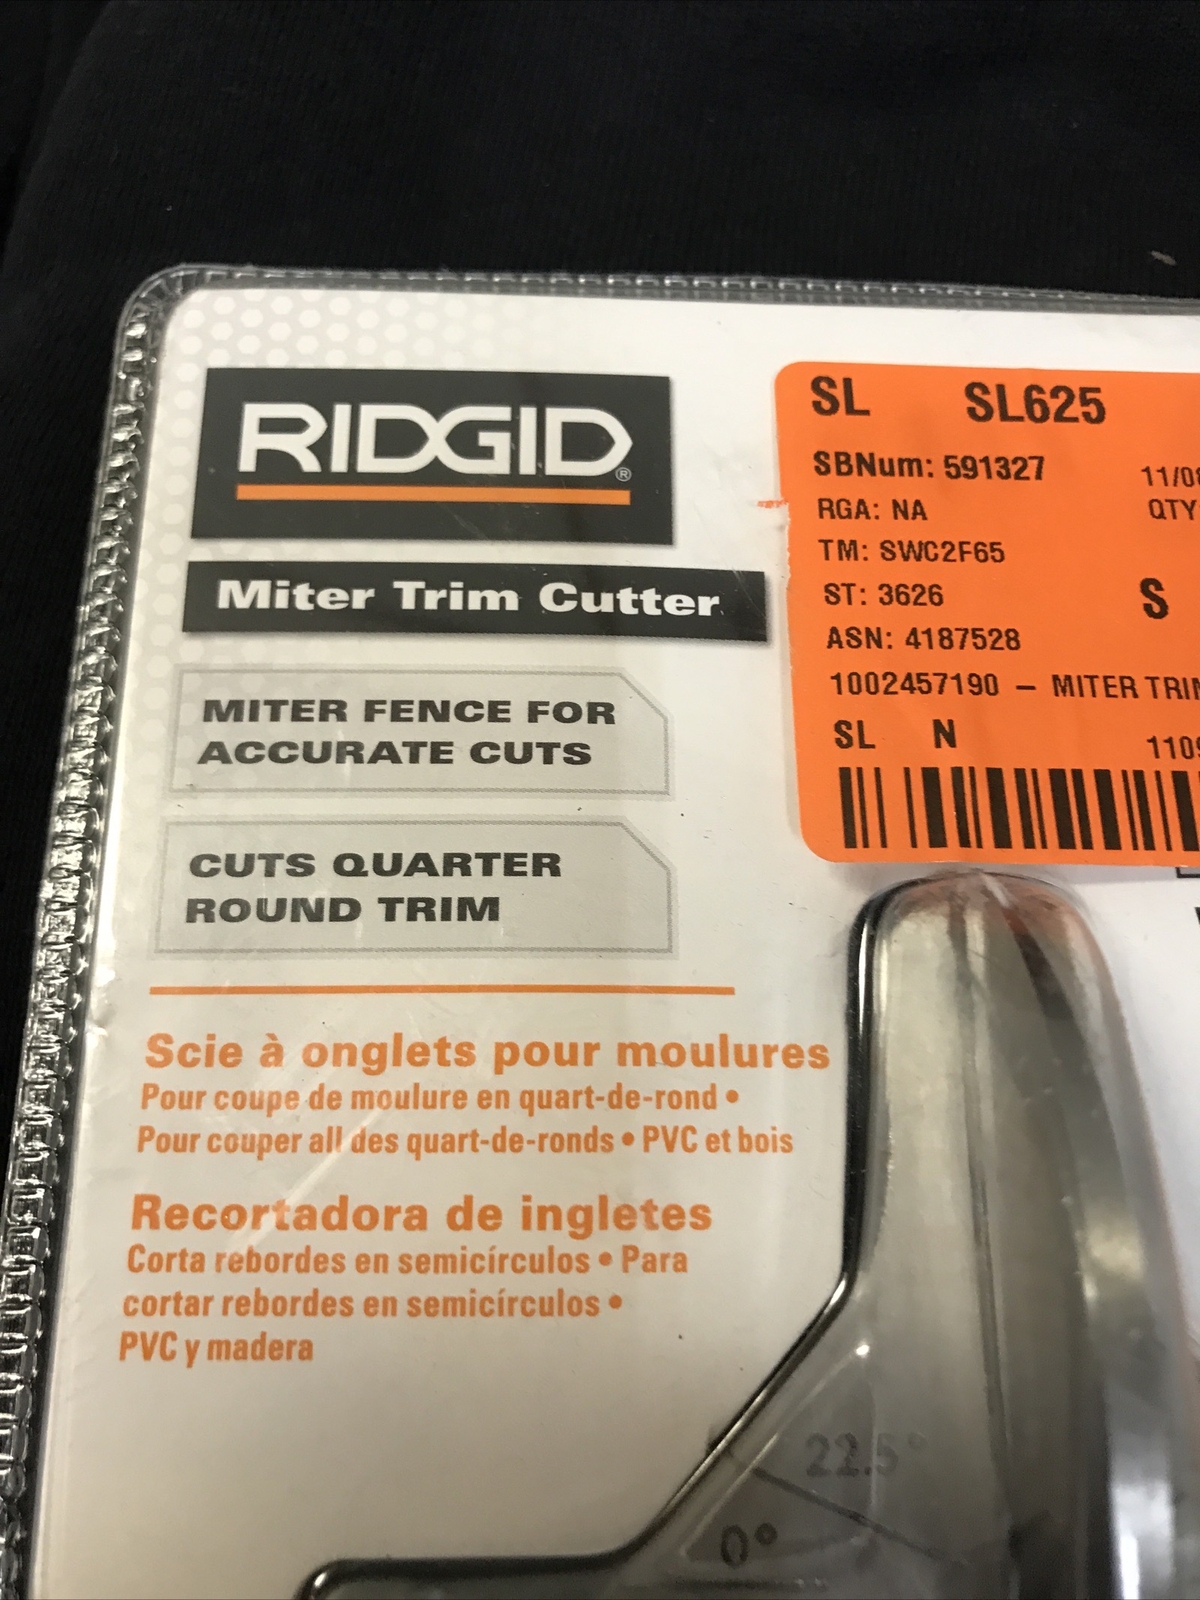 RIDGID®
Miter Trim Cutter
MITER FENCE FOR
ACCURATE CUTS
CUTS QUARTER
ROUND TRIM
Scie à onglets pour moulures
Pour coupe de moulure en quart-de-rond •
Pour couper all des quart-de-ronds • PVC et bois
Recortadora de ingletes
Corta rebordes en semicírculos • Para
cortar rebordes en semicírculos •
PVC y madera
SL SL625
SBNum: 591327
RGA: NA QTY
TM: SWC2F65
ST: 3626 S
ASN: 4187528
1002457190 – MITER
SL N
22.5°
0°